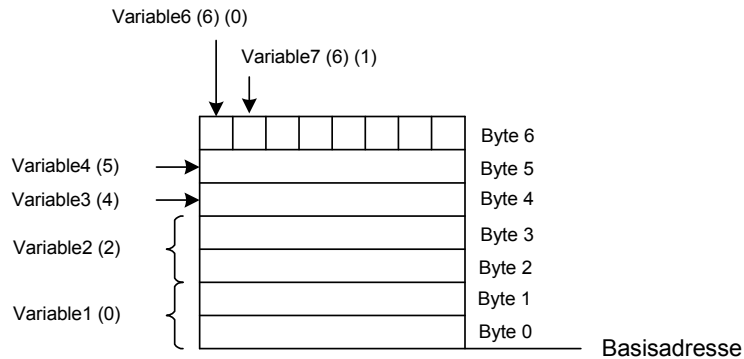 Variable6 (6) (0)
Variable7 (6) (1)
Byte 6
Variable4 (5)
Byte 5
Variable3 (4)
Byte 4
Byte 3
Variable2 (2)
Byte 2
Byte 1
Variable1 (0)
Byte 0
Basisadresse